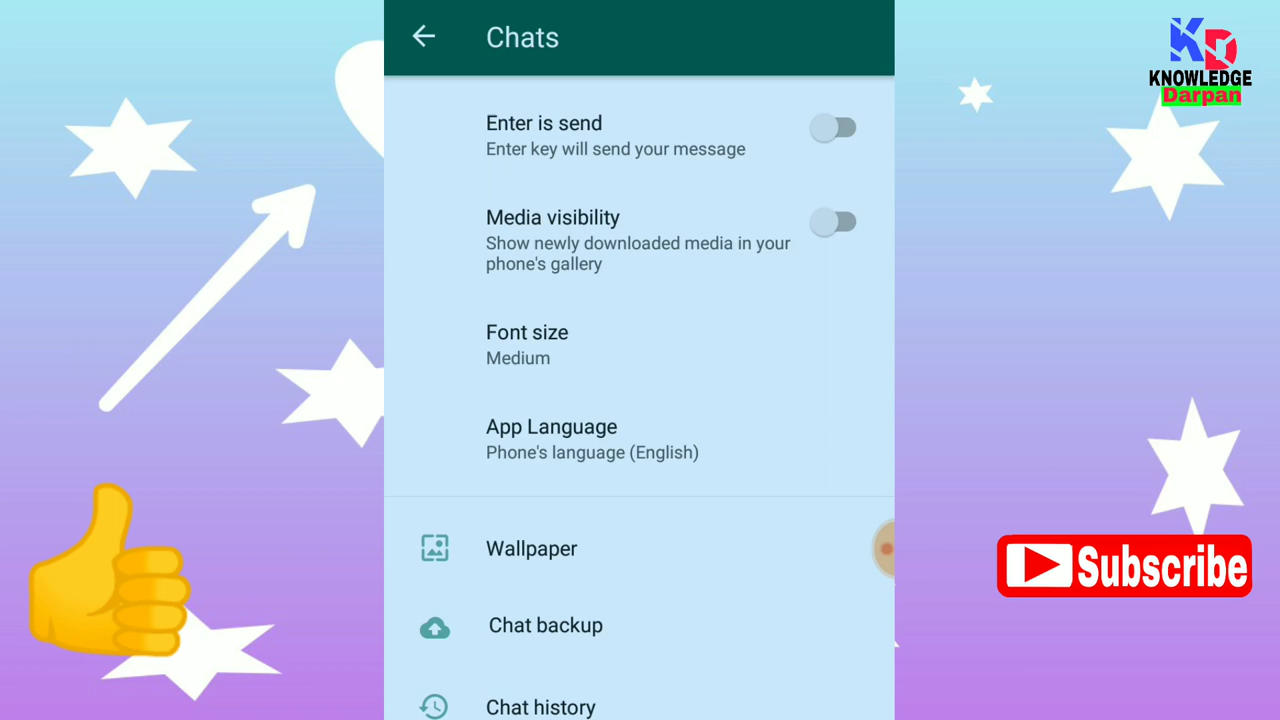 Chats
KD
KNOWLEDGE
Darpan
Enter is send
Enter key will send your message
Media visibility
Show newly downloaded media in your
phone's gallery
Font size
Medium
App Language
Phone's language (English)
Wallpaper
Chat backup
Chat history
Subscribe